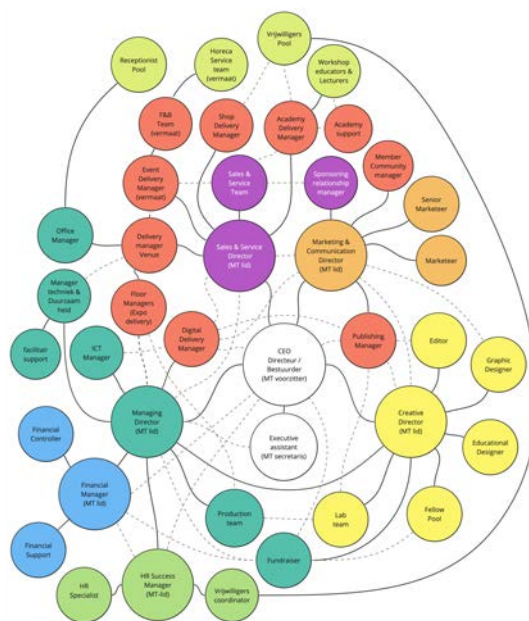 Vrijwilligers
Pool
Horeca
Service
team
(vermaat)
Receptionist
Pool
Workshop
educators &
Lecturers
F&B
Team
(vermaat)
Shop
Delivery
Manager
Academy
Delivery
Manager
Academy
support
Member
Community
manager
Event
Delivery
Manager
(vermaat)
Sales &
Service
Team
Sponsoring
relationship
manager
Senior
Marketeer
Office
Manager
Delivery
manager
Venue
Sales & Service
Director
(MT lid)
Marketing &
Communication
Director
(MT lid)
Marketeer
Manager
techniek &
Duurzaam
heid
Floor
Managers
(Expo
delivery)
facilitair
support
ICT
Manager
Digital
Delivery
Manager
CEO
Directeur /
Bestuurder
(MT voorzitter)
Publishing
Manager
Editor
Graphic
Designer
Financial
Controller
Managing
Director
(MT lid)
Executive
assistant
(MT secretaris)
Creative
Director
(MT lid)
Educational
Designer
Financial
Manager
(MT lid)
Production
team
Lab
team
Fellow
Pool
Financial
Support
Fundraiser
HR
Specialist
HR Success
Manager
(MT-lid)
Vrijwilligers
coordinator